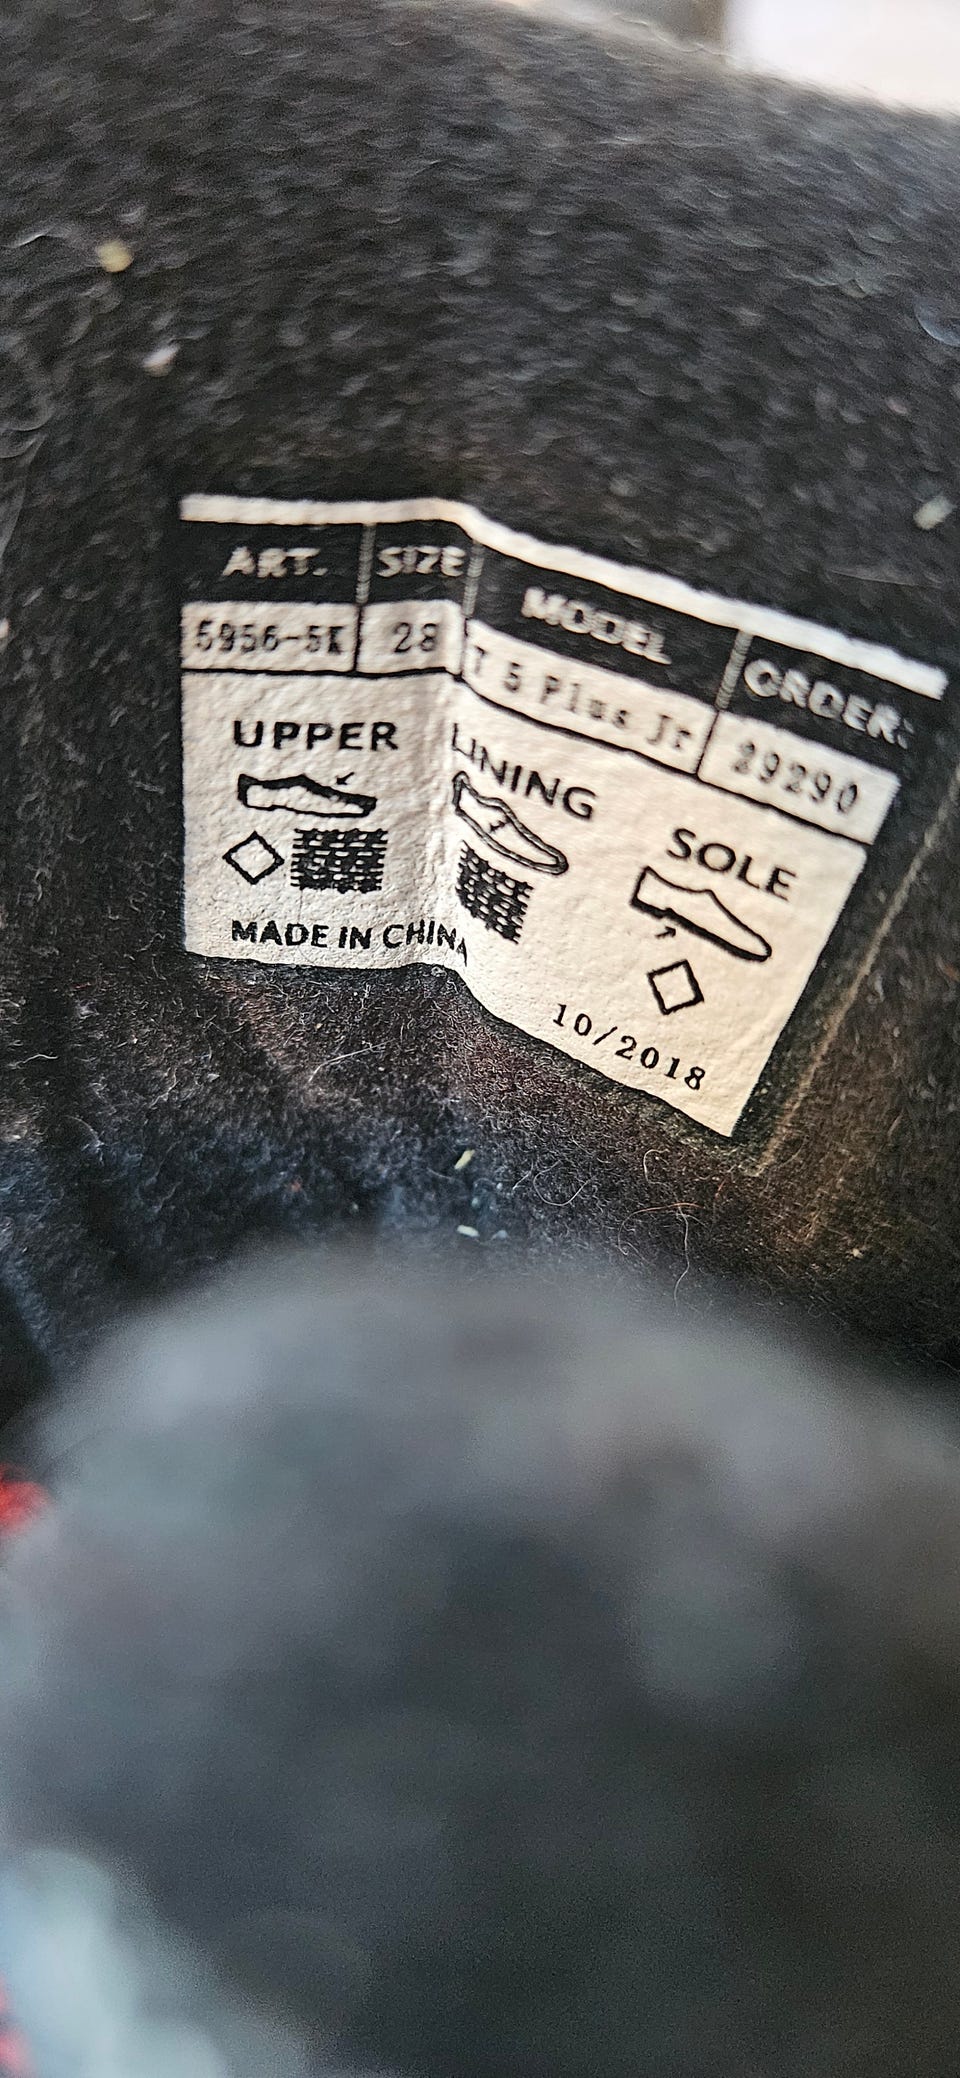 ART. SIZE MODEL ORDER:
5956-5K 28 T 5 Plus Jr 29290
UPPER LINING SOLE
MADE IN CHINA
10/2018